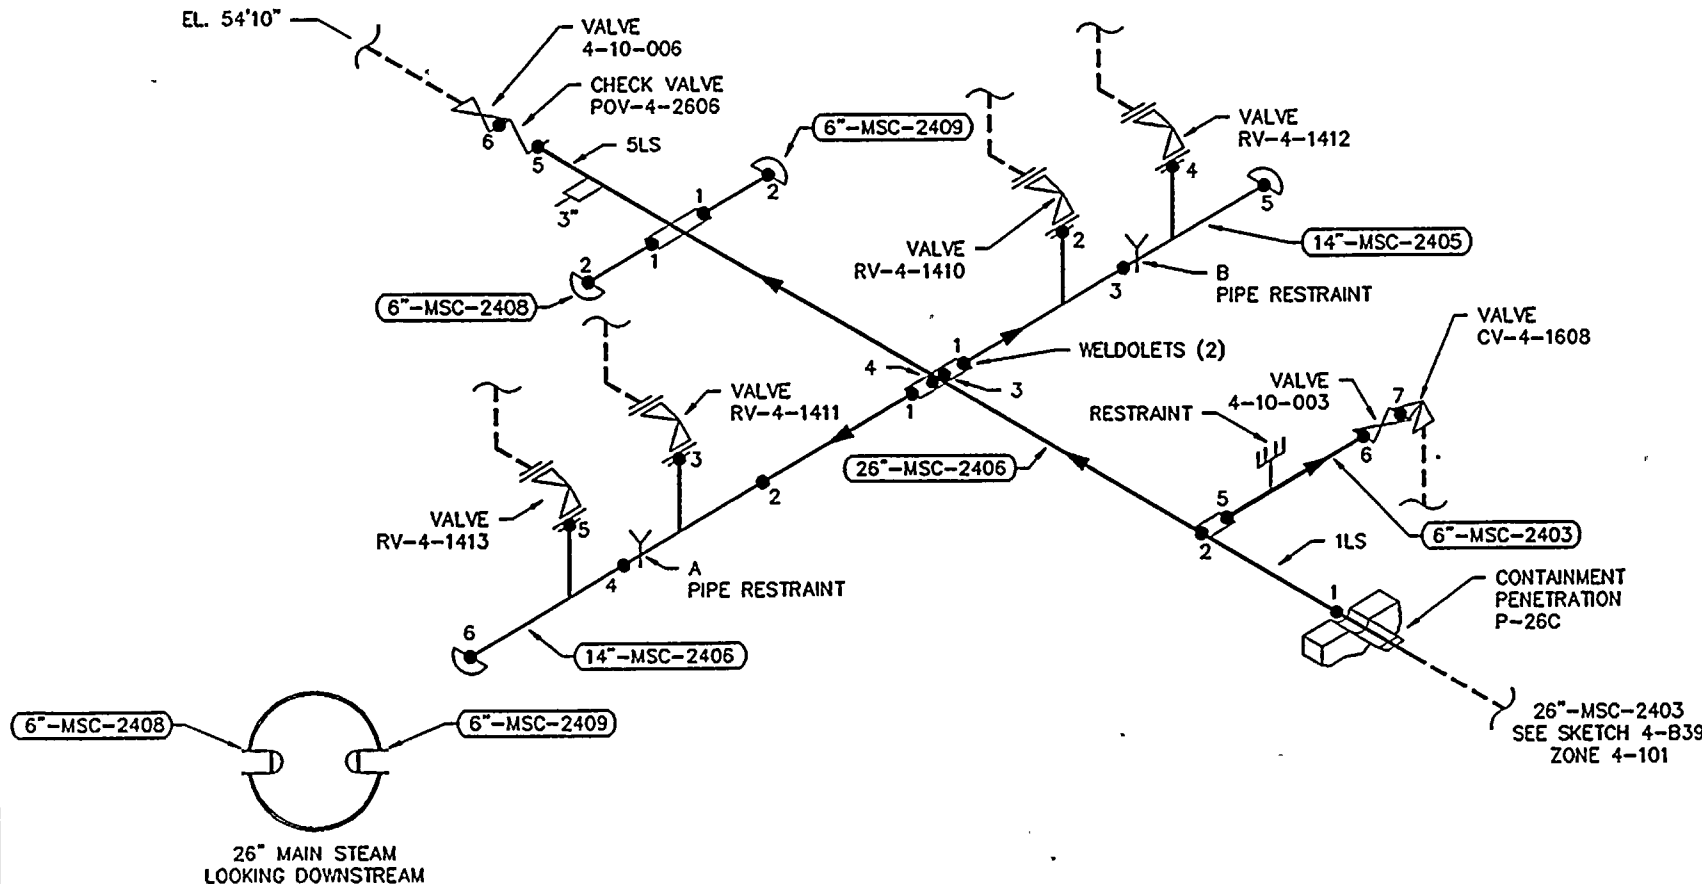 EL. 54'10"
VALVE
4-10-006
CHECK VALVE
POV-4-2606
6
5
5LS
3"
6"-MSC-2409
1
2
1
2
6"-MSC-2408
VALVE
RV-4-1412
4
5
2
VALVE
RV-4-1410
14"-MSC-2405
3
B
PIPE RESTRAINT
1
WELDOLETS (2)
4
3
1
VALVE
CV-4-1608
VALVE
4-10-003
7
6
RESTRAINT
VALVE
RV-4-1411
3
26"-MSC-2406
2
VALVE
RV-4-1413
5
5
2
6"-MSC-2403
1LS
4
A
PIPE RESTRAINT
1
CONTAINMENT
PENETRATION
P-26C
6
14"-MSC-2406
26"-MSC-2403
SEE SKETCH 4-B39
ZONE 4-101
6"-MSC-2408
6"-MSC-2409
26" MAIN STEAM
LOOKING DOWNSTREAM